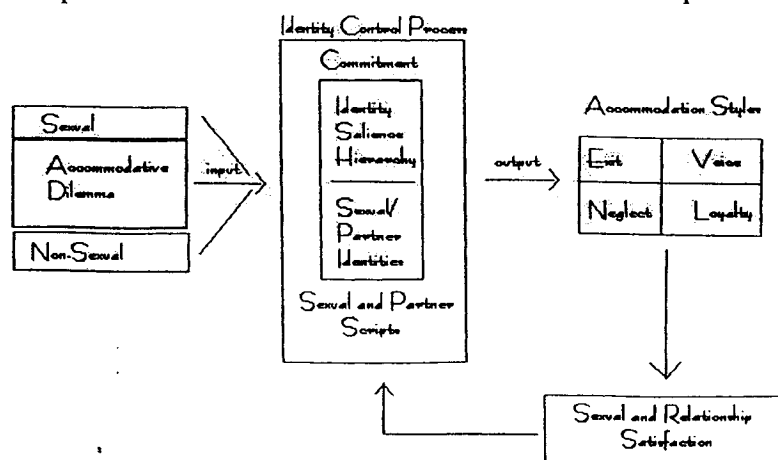 Identity Control Process
Commitment
Identity
Salience
Hierarchy
Sexual/
Partner
Identities
Sexual and Partner
Scripts
Sexual
Accommodative
Dilemma
Non-Sexual
input
output
Accommodation Styles
Exit
Voice
Neglect
Loyalty
Sexual and Relationship
Satisfaction